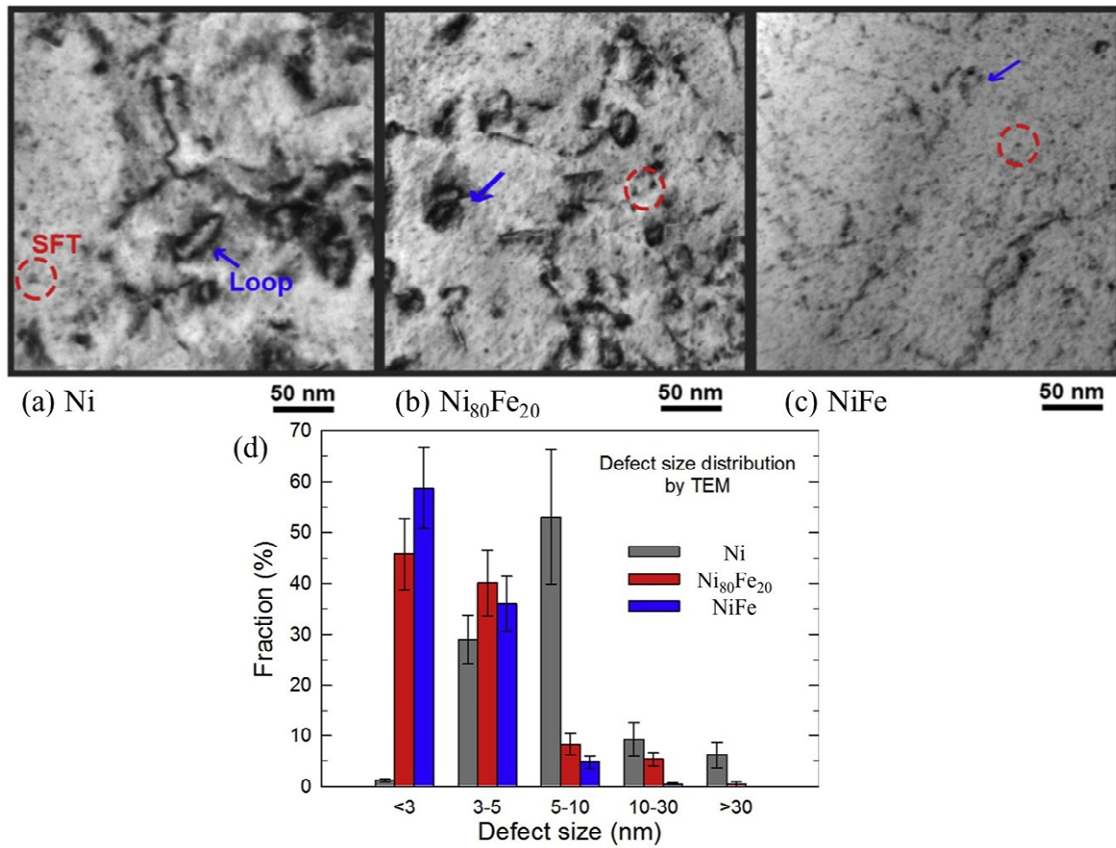 SFT
Loop
50 nm
50 nm
50 nm
(a) Ni
(b) Ni₈₀Fe₂₀
(c) NiFe
(d)
Defect size distribution
by TEM
Ni
Ni₈₀Fe₂₀
NiFe
Fraction (%)
70
60
50
40
30
20
10
0
<3
3-5
5-10
10-30
>30
Defect size (nm)